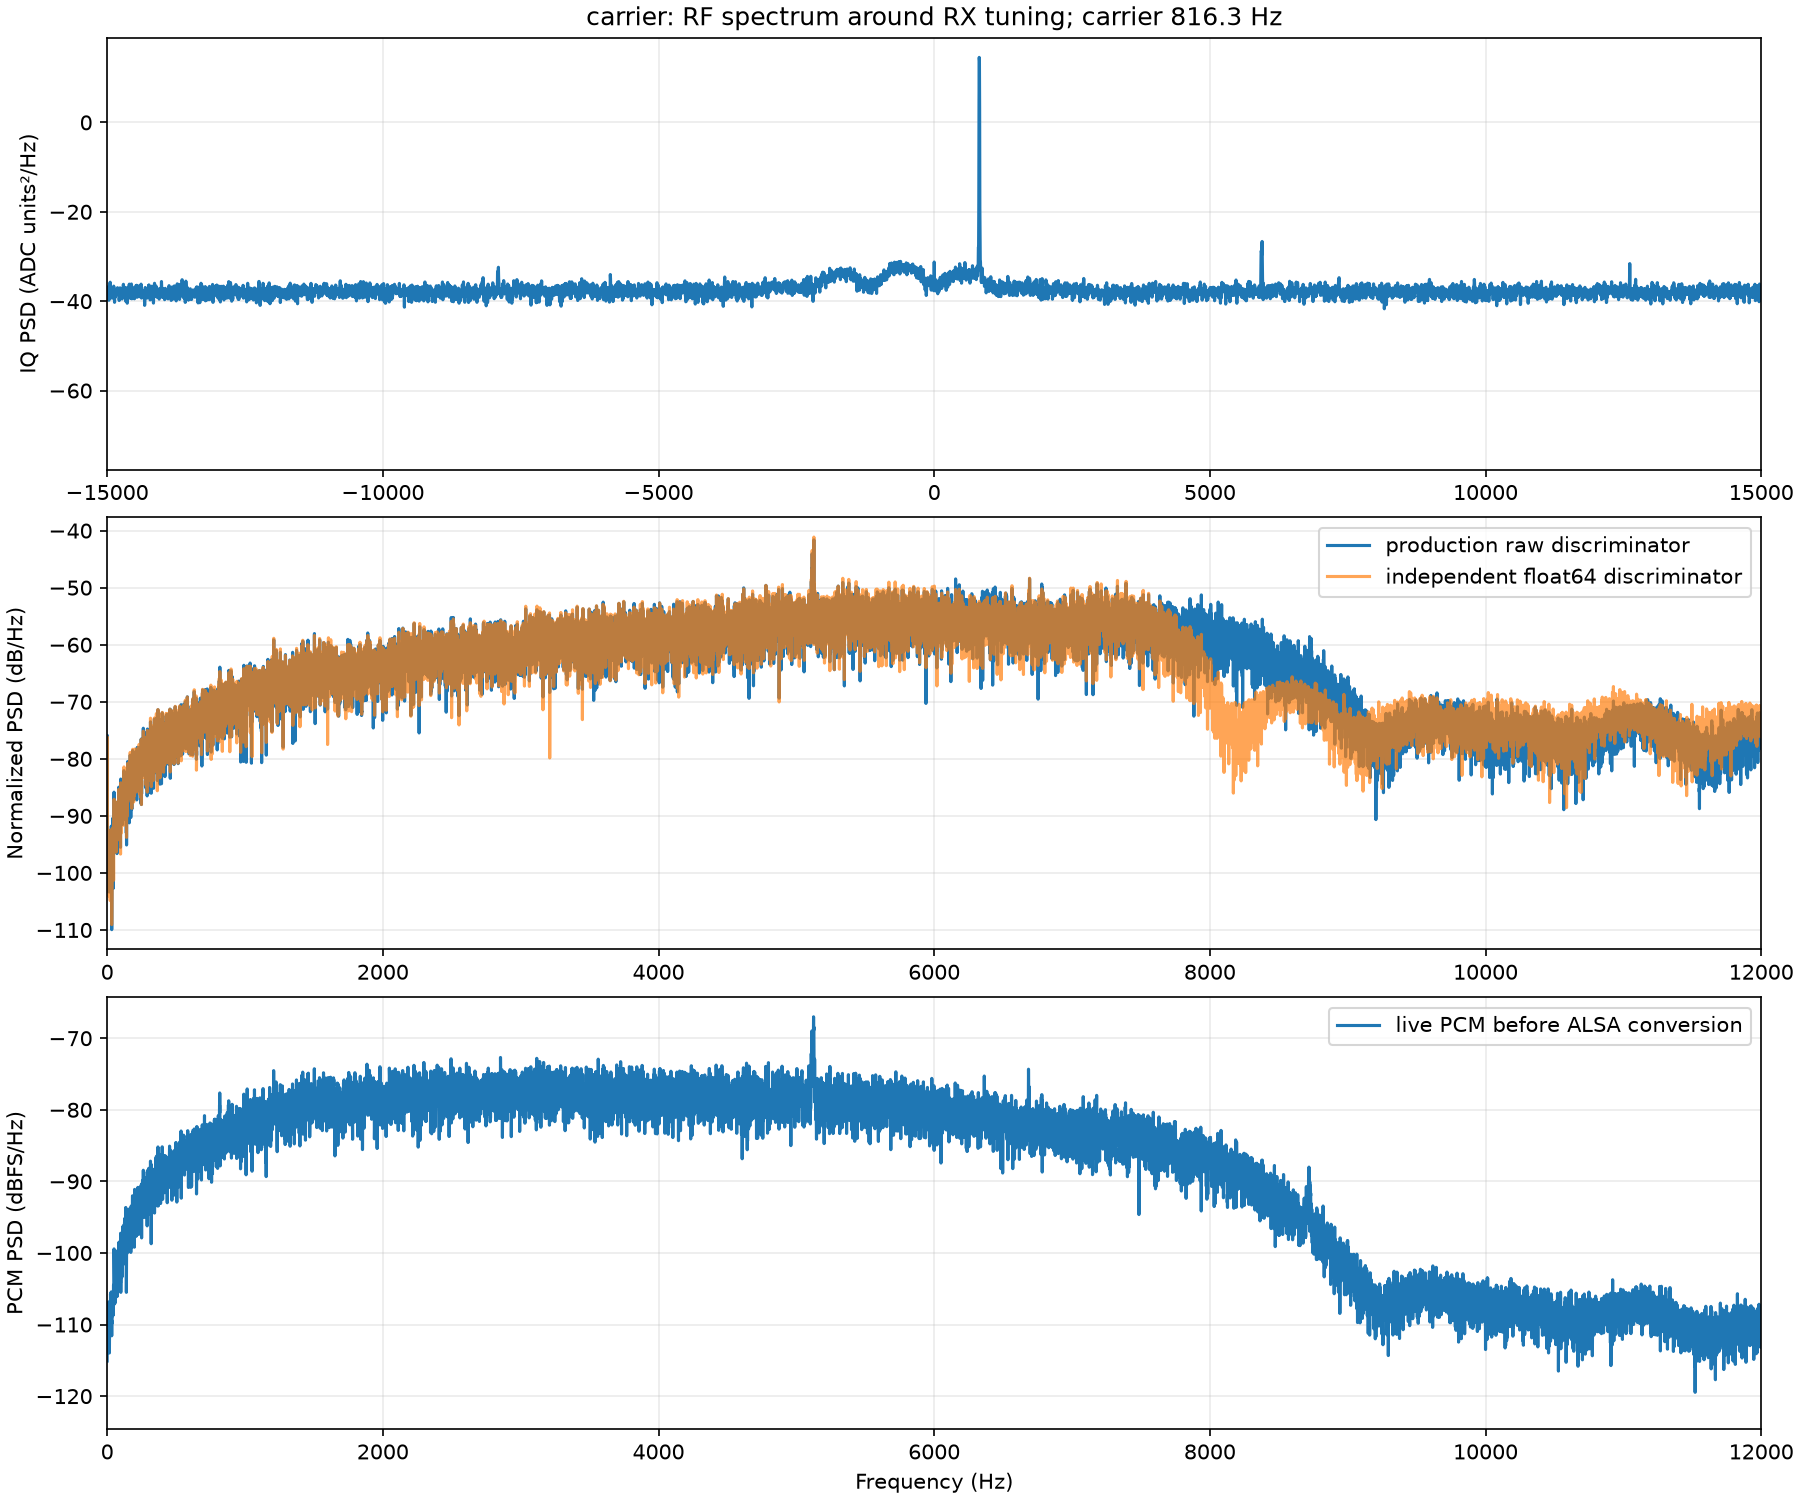 carrier: RF spectrum around RX tuning; carrier 816.3 Hz
IQ PSD (ADC units²/Hz)
0
−20
−40
−60
−15000 −10000 −5000 0 5000 10000 15000
Normalized PSD (dB/Hz)
−40
−50
−60
−70
−80
−90
−100
−110
production raw discriminator
independent float64 discriminator
0 2000 4000 6000 8000 10000 12000
PCM PSD (dBFS/Hz)
−70
−80
−90
−100
−110
−120
live PCM before ALSA conversion
0 2000 4000 6000 8000 10000 12000
Frequency (Hz)